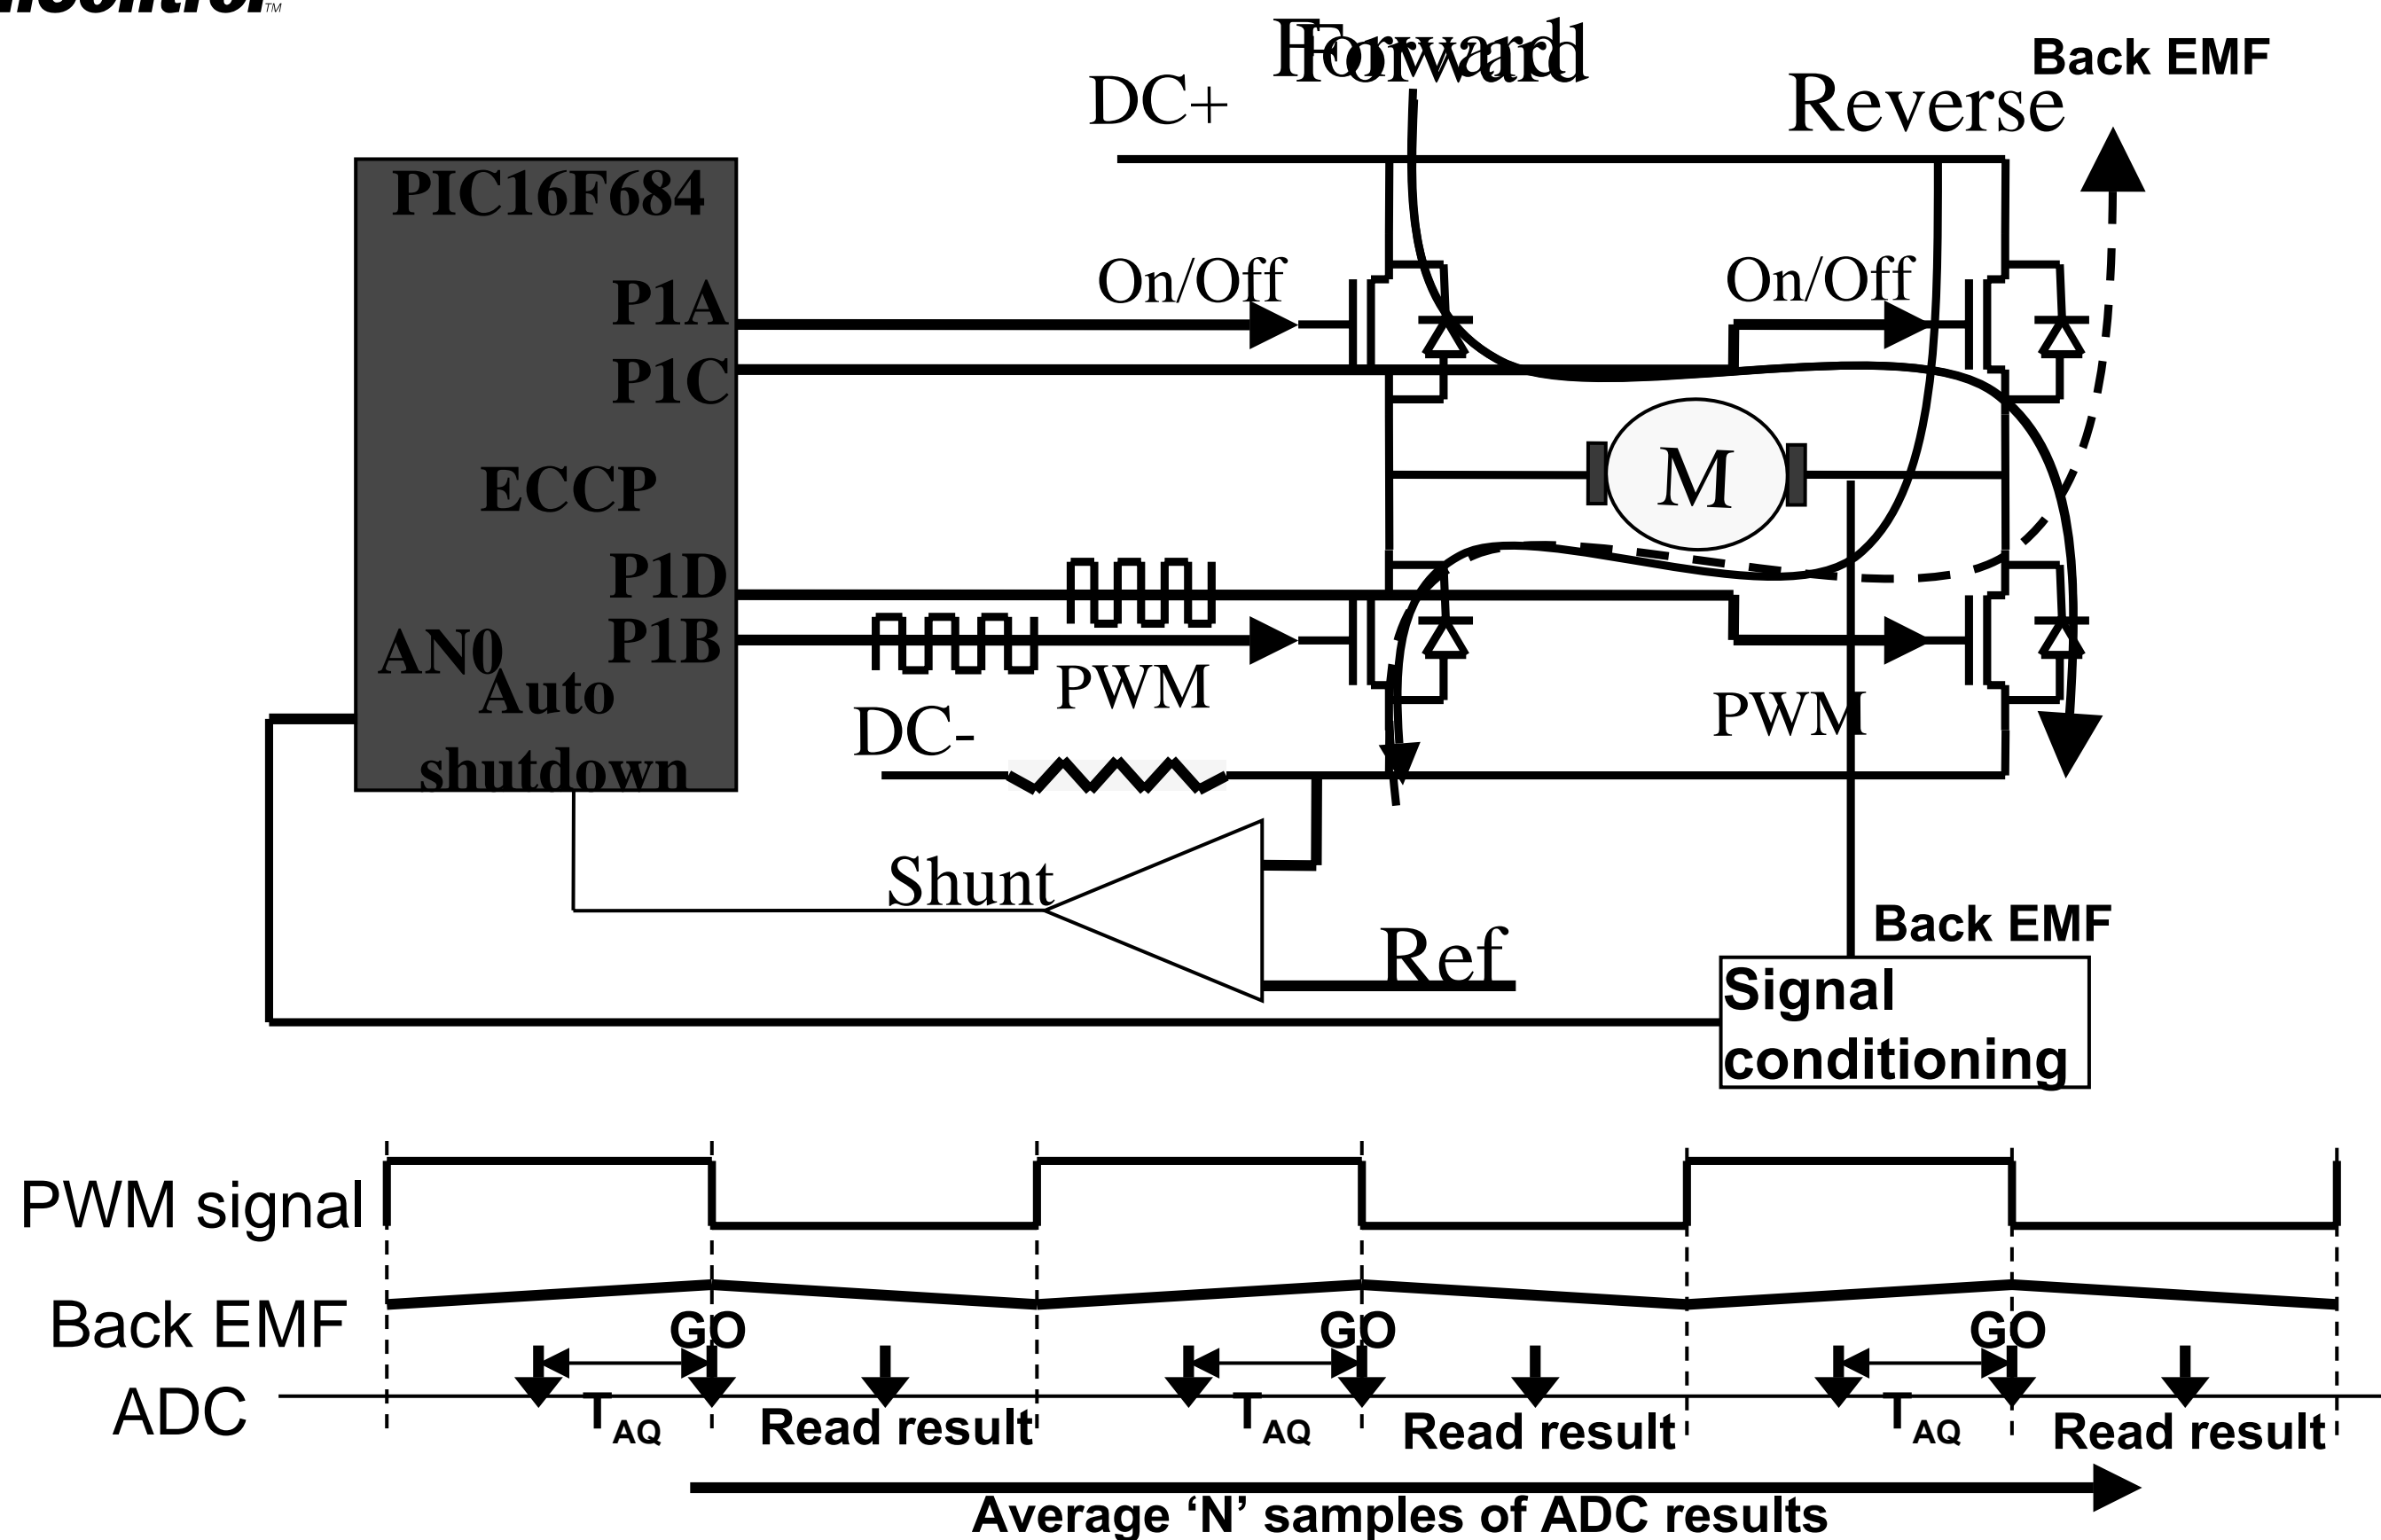 TM
Forward
Forward
Back EMF
DC+
Reverse
PIC16F684
On/Off
On/Off
P1A
P1C
M
ECCP
P1D
P1B
AN0
Auto
shutdown
PWM
PWM
DC-
Shunt
Ref
Back EMF
Signal
conditioning
PWM signal
Back EMF
GO
GO
GO
ADC
TAQ
Read result
TAQ
Read result
TAQ
Read result
Average ‘N’ samples of ADC results